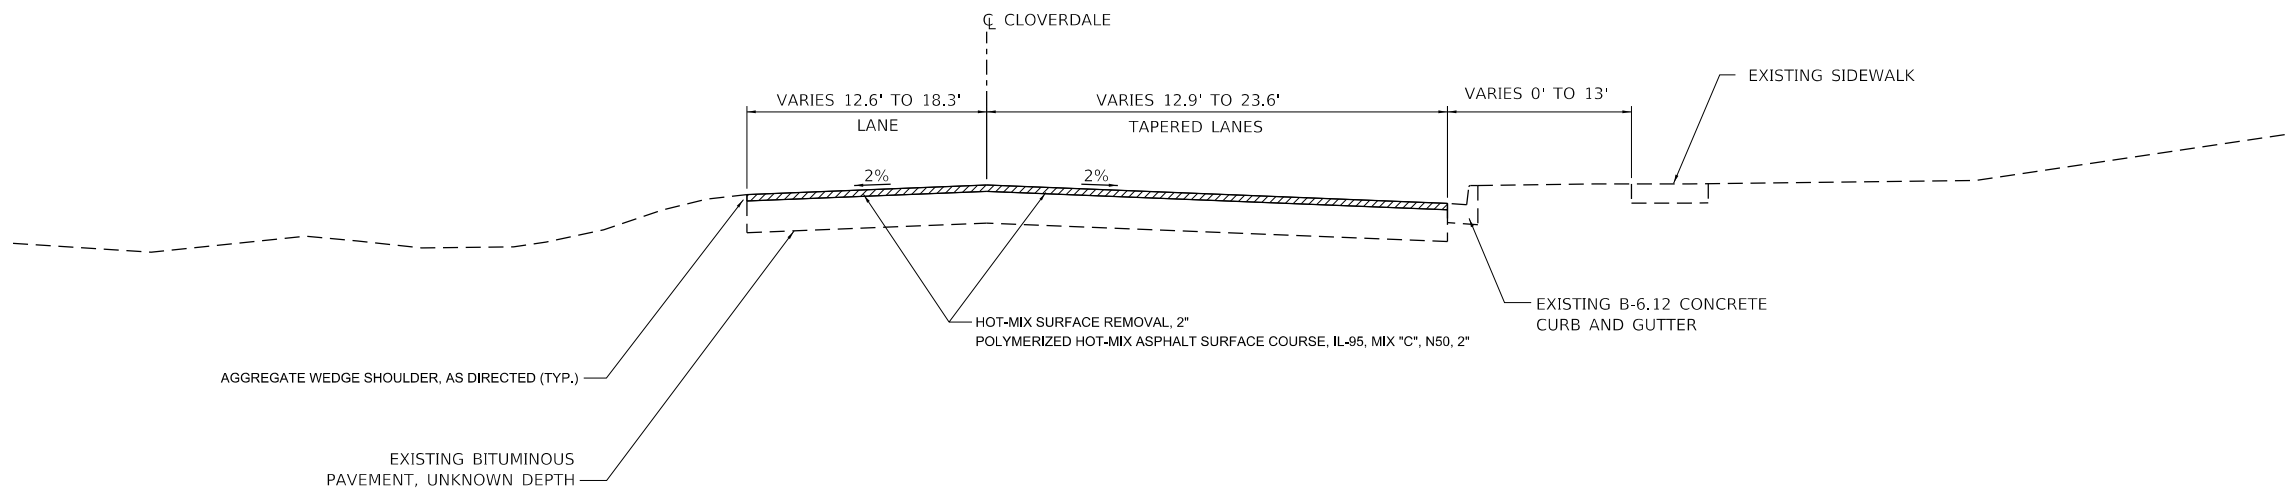 ℄ CLOVERDALE
EXISTING SIDEWALK
VARIES 12.6' TO 18.3'
VARIES 12.9' TO 23.6'
VARIES 0' TO 13'
LANE
TAPERED LANES
2%
2%
EXISTING B-6.12 CONCRETE
CURB AND GUTTER
HOT-MIX SURFACE REMOVAL, 2"
POLYMERIZED HOT-MIX ASPHALT SURFACE COURSE, IL-95, MIX "C", N50, 2"
AGGREGATE WEDGE SHOULDER, AS DIRECTED (TYP.)
EXISTING BITUMINOUS
PAVEMENT, UNKNOWN DEPTH